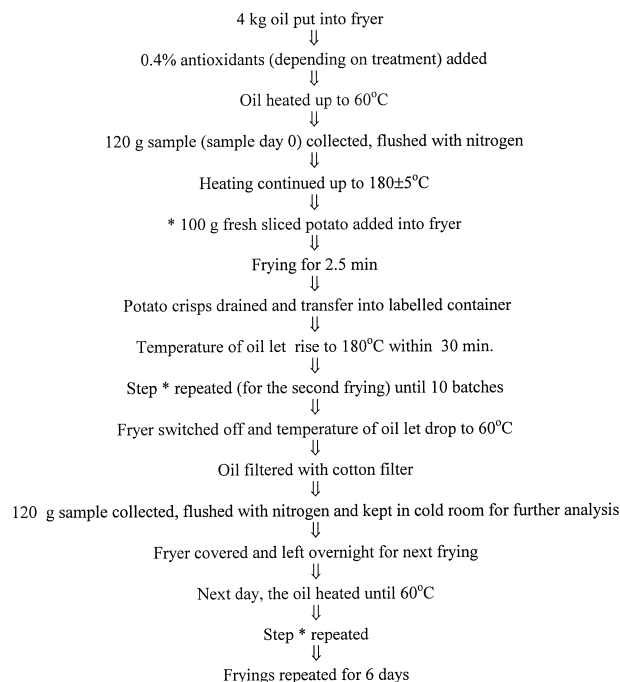 4 kg oil put into fryer
⇓
0.4% antioxidants (depending on treatment) added
⇓
Oil heated up to 60°C
⇓
120 g sample (sample day 0) collected, flushed with nitrogen
⇓
Heating continued up to 180±5°C
⇓
* 100 g fresh sliced potato added into fryer
⇓
Frying for 2.5 min
⇓
Potato crisps drained and transfer into labelled container
⇓
Temperature of oil let rise to 180°C within 30 min.
⇓
Step * repeated (for the second frying) until 10 batches
⇓
Fryer switched off and temperature of oil let drop to 60°C
⇓
Oil filtered with cotton filter
⇓
120 g sample collected, flushed with nitrogen and kept in cold room for further analysis
⇓
Fryer covered and left overnight for next frying
⇓
Next day, the oil heated until 60°C
⇓
Step * repeated
⇓
Fryings repeated for 6 days